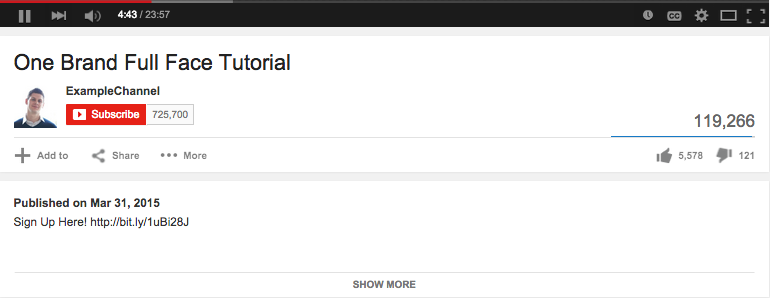 4:43 / 23:57
CC
One Brand Full Face Tutorial
ExampleChannel
Subscribe 725,700
119,266
Add to Share More 5,578 121
Published on Mar 31, 2015
Sign Up Here! http://bit.ly/1uBi28J
SHOW MORE